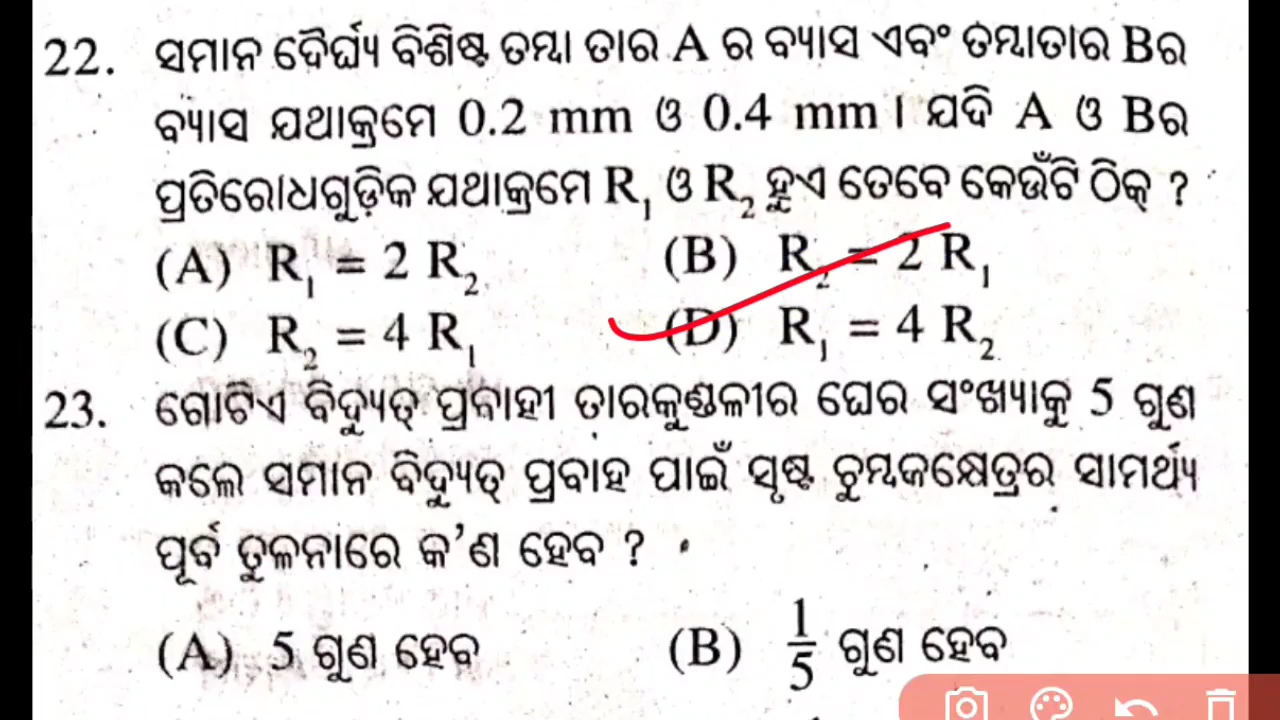 22. ସମାନ ଦୈର୍ଘ୍ୟ ବିଶିଷ୍ଟ ତମ୍ବା ତାର A ର ବ୍ୟାସ ଏବଂ ତମ୍ବାତାର Bର
ବ୍ୟାସ ଯଥାକ୍ରମେ 0.2 mm ଓ 0.4 mm । ଯଦି A ଓ Bର
ପ୍ରତିରୋଧଗୁଡ଼ିକ ଯଥାକ୍ରମେ R₁ ଓ R₂ ହୁଏ ତେବେ କେଉଁଟି ଠିକ୍ ?
(A) R₁ = 2 R₂ (B) R₂ = 2 R₁
(C) R₂ = 4 R₁ (D) R₁ = 4 R₂
23. ଗୋଟିଏ ବିଦ୍ୟୁତ୍ ପ୍ରବାହୀ ତାରକୁଣ୍ଡଳୀର ଘେର ସଂଖ୍ୟାକୁ 5 ଗୁଣ
କଲେ ସମାନ ବିଦ୍ୟୁତ୍ ପ୍ରବାହ ପାଇଁ ସୃଷ୍ଟ ଚୁମ୍ବକକ୍ଷେତ୍ରର ସାମର୍ଥ୍ୟ
ପୂର୍ବ ତୁଳନାରେ କ'ଣ ହେବ ?
(A) 5 ଗୁଣ ହେବ (B) 1/5 ଗୁଣ ହେବ